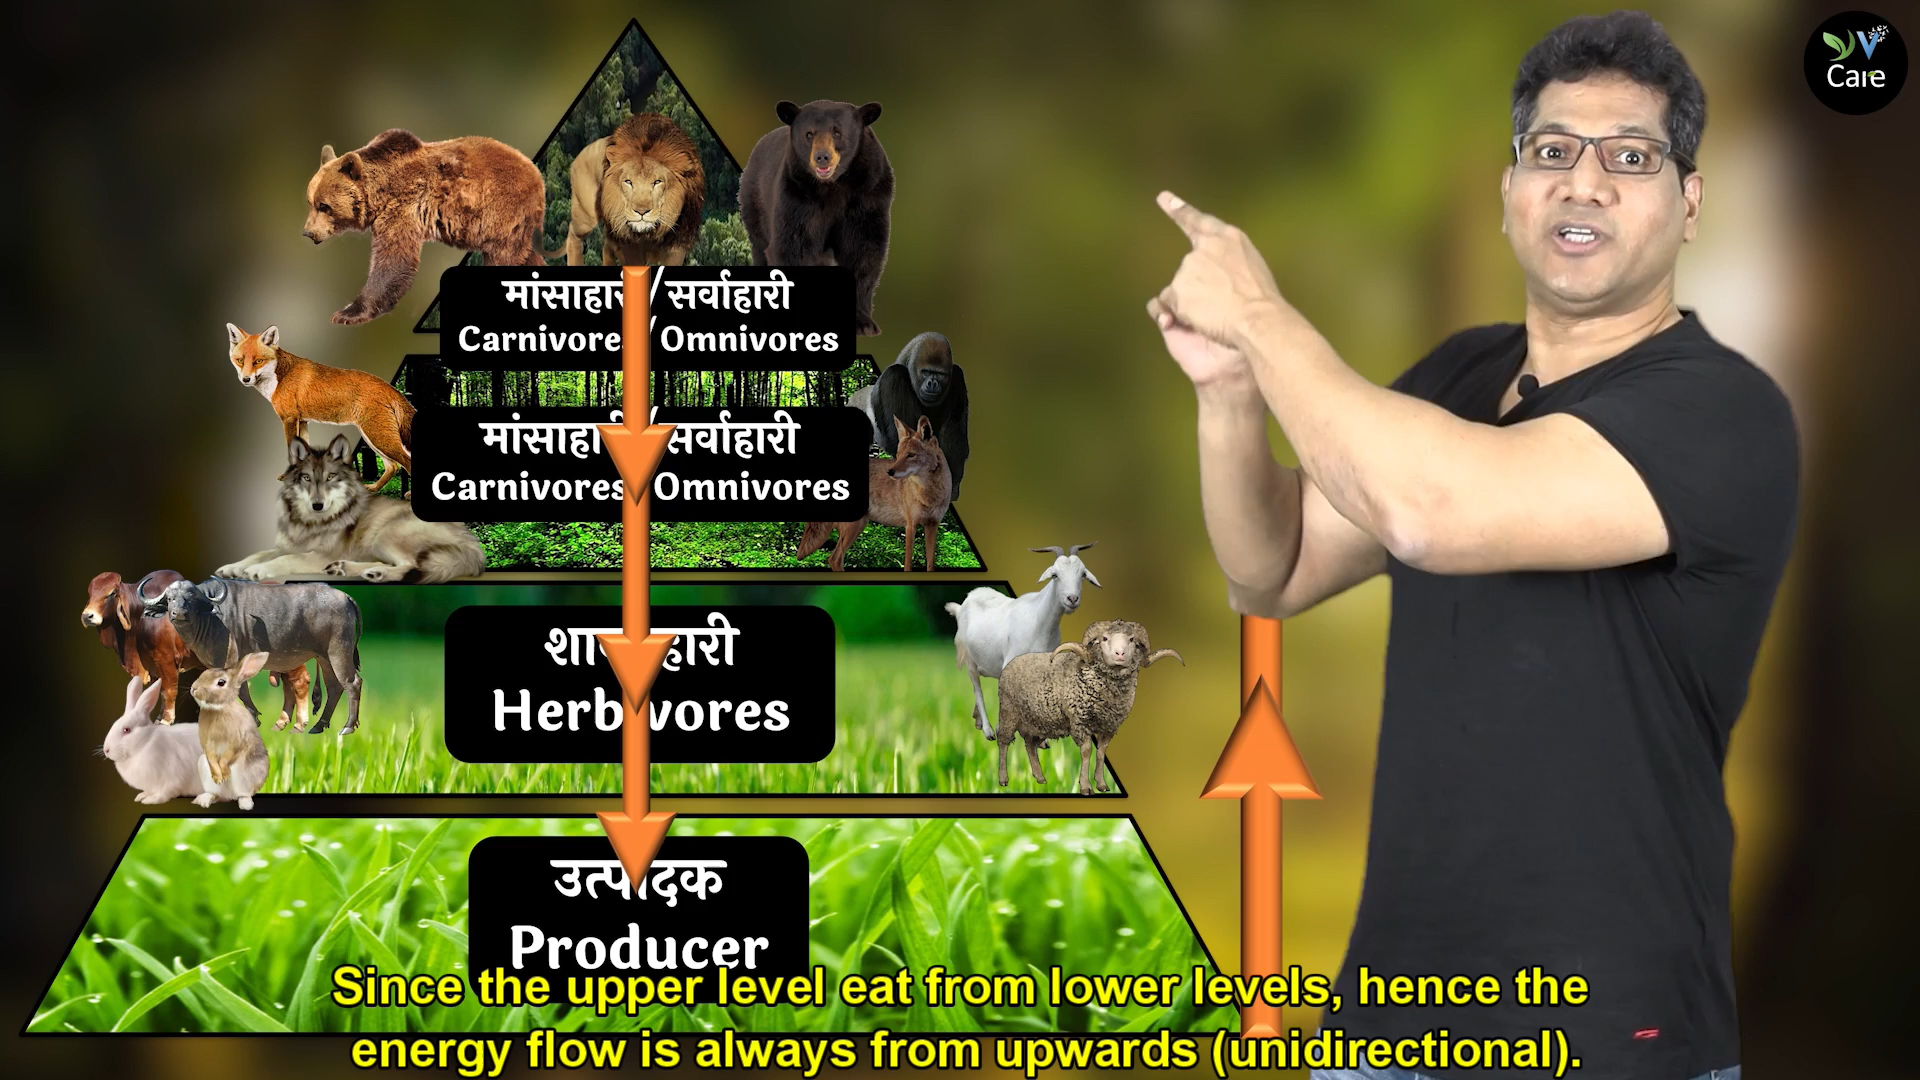 V
Care
मांसाहारी/सर्वाहारी
Carnivores/Omnivores
मांसाहारी/सर्वाहारी
Carnivores/Omnivores
शाकाहारी
Herbivores
उत्पादक
Producer
Since the upper level eat from lower levels, hence the
energy flow is always from upwards (unidirectional).